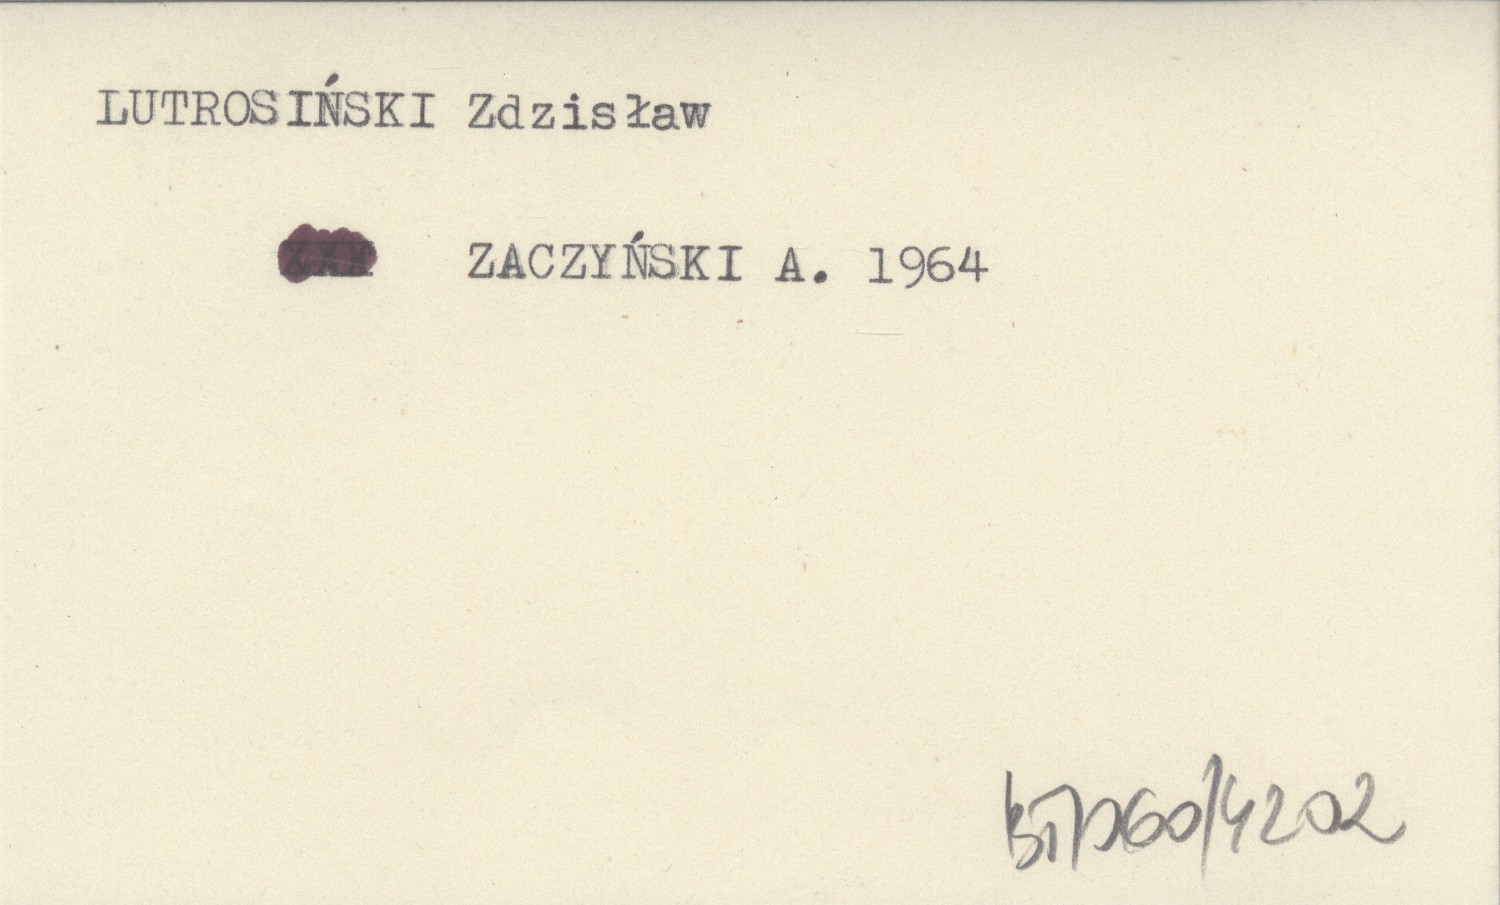 LUTROSIŃSKI Zdzisław
ZACZYŃSKI A. 1964